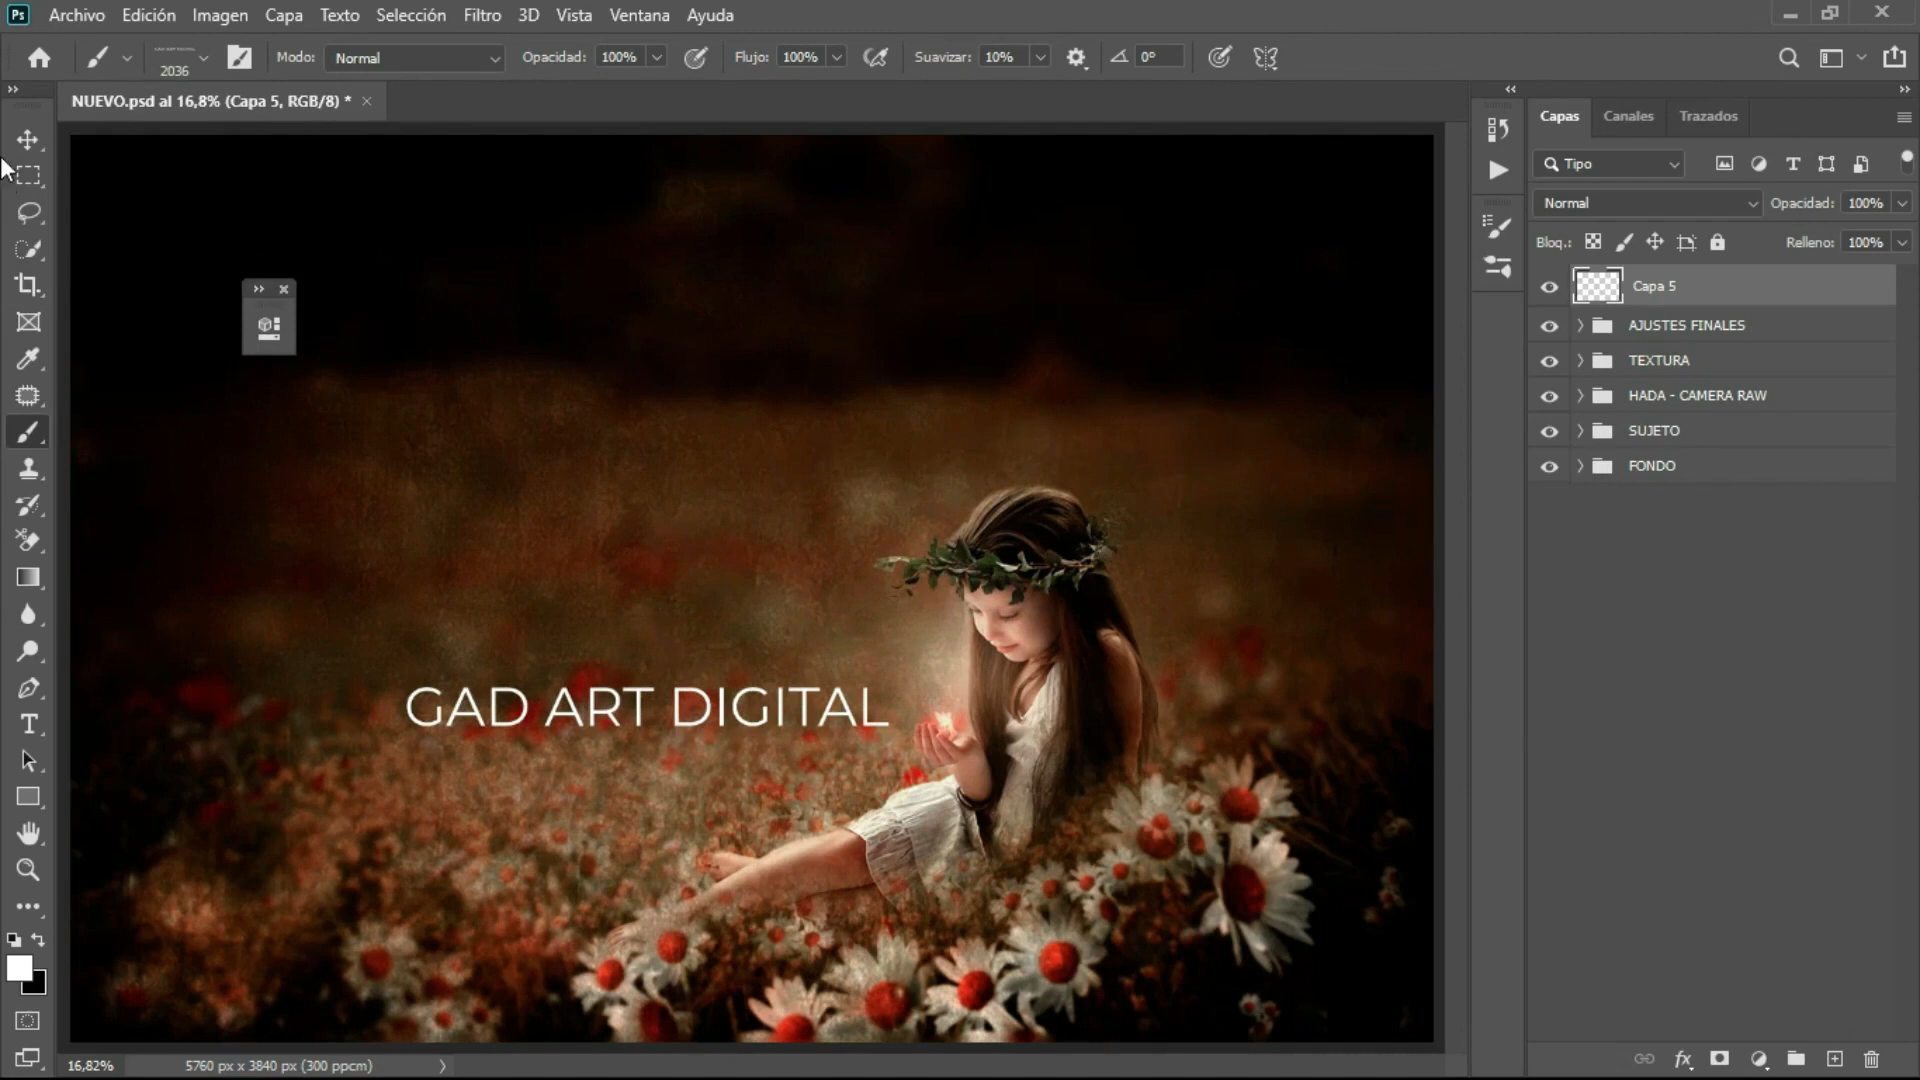 Ps Archivo Edición Imagen Capa Texto Selección Filtro 3D Vista Ventana Ayuda
2036 Modo: Normal Opacidad: 100% Flujo: 100% Suavizar: 10% 0°
NUEVO.psd al 16,8% (Capa 5, RGB/8) *
Capas Canales Trazados
Tipo
Normal Opacidad: 100%
Bloq.: Relleno: 100%
Capa 5
AJUSTES FINALES
TEXTURA
HADA - CAMERA RAW
SUJETO
FONDO
GAD ART DIGITAL
16,82% 5760 px x 3840 px (300 ppcm)
fx